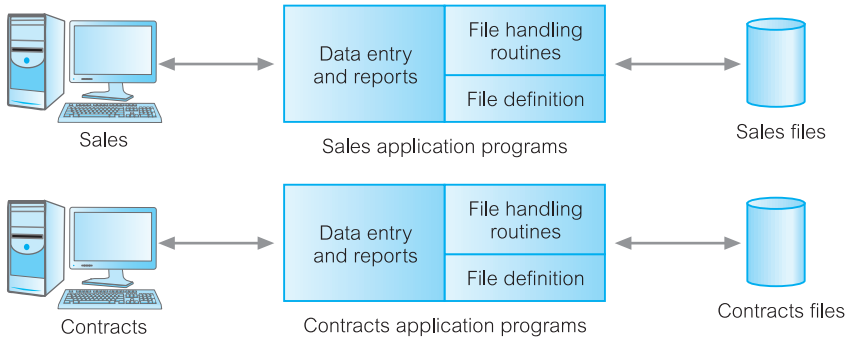 Data entry
and reports
File handling
routines
File definition
Sales
Sales application programs
Sales files
Data entry
and reports
File handling
routines
File definition
Contracts
Contracts application programs
Contracts files